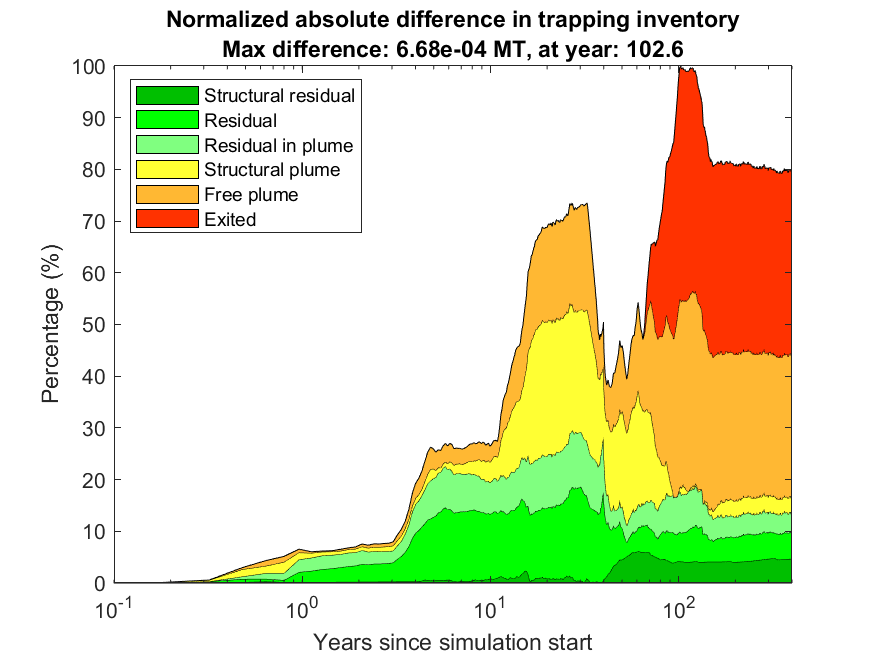 Normalized absolute difference in trapping inventory
Max difference: 6.68e-04 MT, at year: 102.6
100
90
80
70
60
50
40
30
20
10
0
Percentage (%)
Structural residual
Residual
Residual in plume
Structural plume
Free plume
Exited
10-1 100 101 102
Years since simulation start